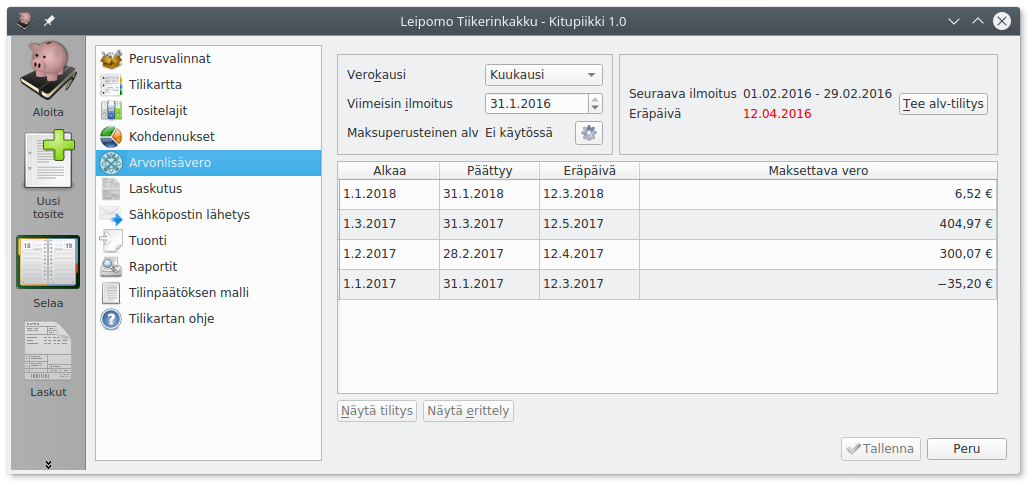 Leipomo Tiikerinkakku - Kitupiikki 1.0
Aloita
Uusi
tosite
18 19
Selaa
Laskut
Perusvalinnat
Tilikartta
Tositelajit
Kohdennukset
Arvonlisävero
Laskutus
Sähköpostin lähetys
Tuonti
Raportit
Tilinpäätöksen malli
Tilikartan ohje
Verokausi Kuukausi
Viimeisin ilmoitus 31.1.2016
Maksuperusteinen alv Ei käytössä
Seuraava ilmoitus 01.02.2016 - 29.02.2016
Eräpäivä 12.04.2016
Tee alv-tilitys
Alkaa Päättyy Eräpäivä Maksettava vero
1.1.2018 31.1.2018 12.3.2018 6,52 €
1.3.2017 31.3.2017 12.5.2017 404,97 €
1.2.2017 28.2.2017 12.4.2017 300,07 €
1.1.2017 31.1.2017 12.3.2017 −35,20 €
Näytä tilitys Näytä erittely
Tallenna Peru